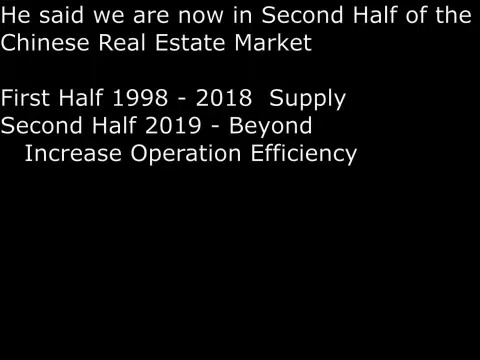 He said we are now in Second Half of the
Chinese Real Estate Market
First Half 1998 - 2018  Supply
Second Half 2019 - Beyond
Increase Operation Efficiency